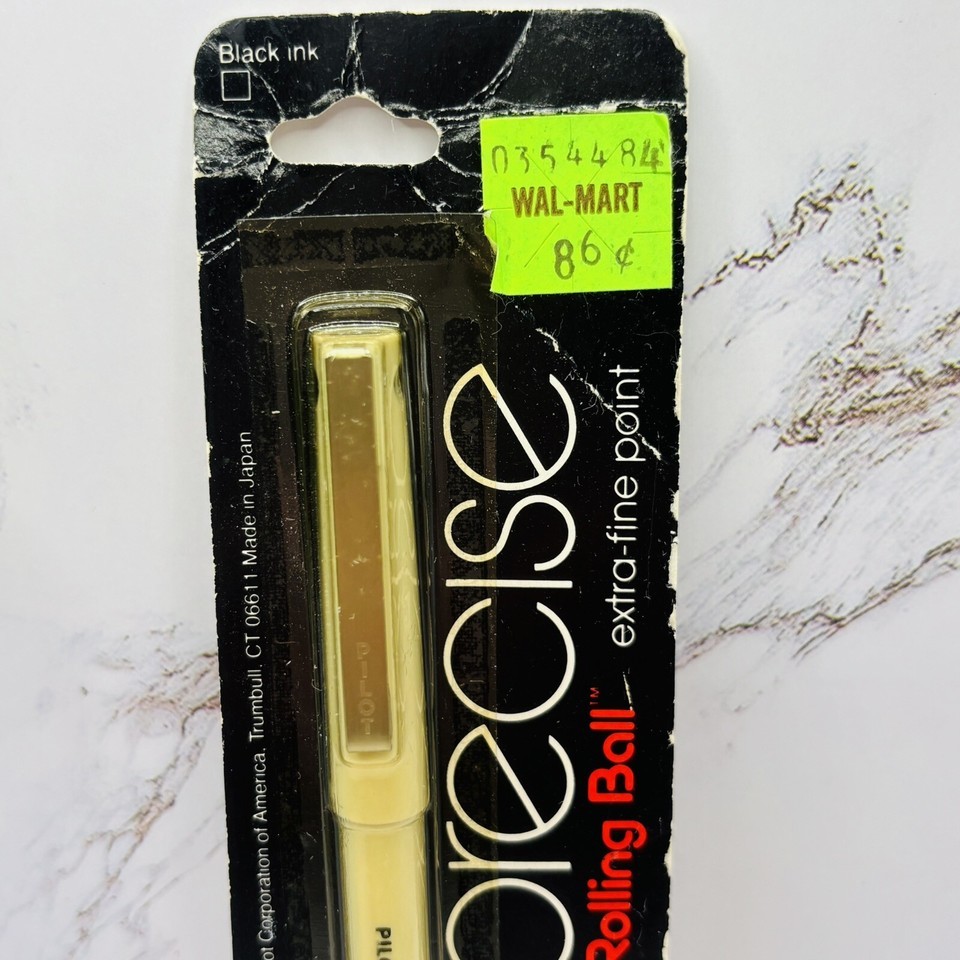 Black ink
0354484
WAL-MART
86¢
precise
extra-fine point
Rolling Ball™
ot Corporation of America. Trumbull. CT 06611 Made in Japan
PILOT
PILO